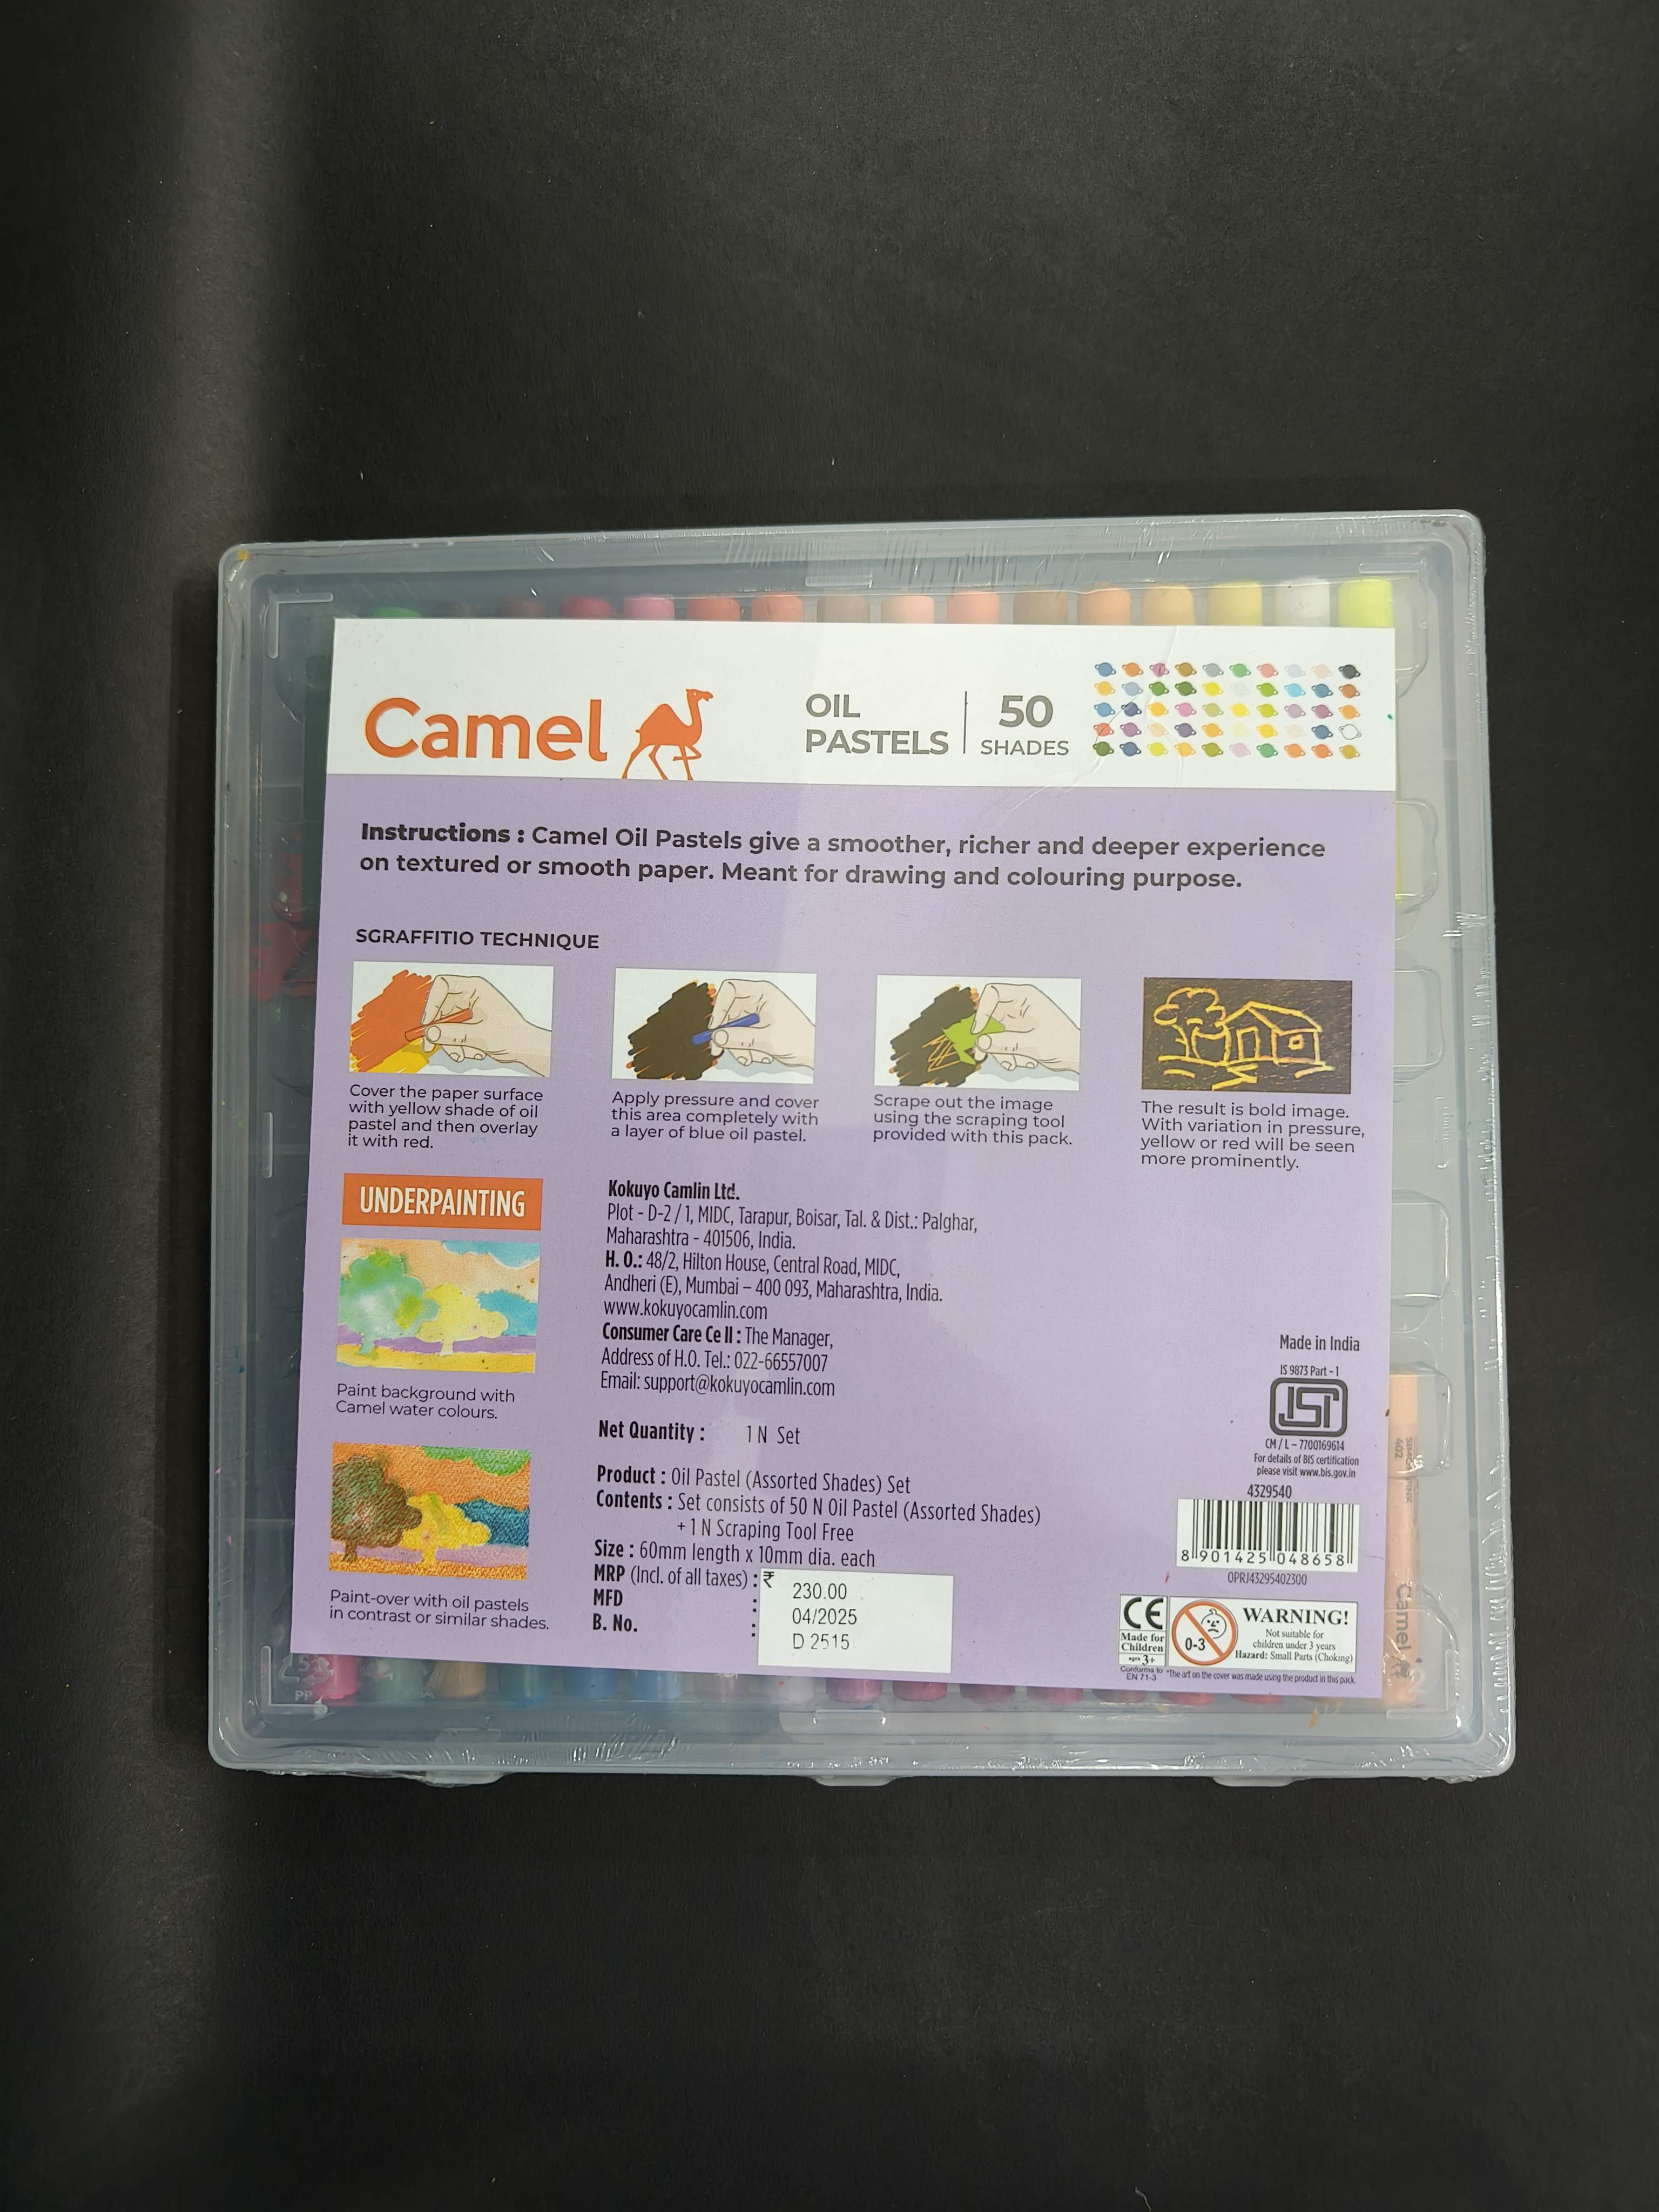 Camel
OIL
PASTELS
50
SHADES
Instructions : Camel Oil Pastels give a smoother, richer and deeper experience
on textured or smooth paper. Meant for drawing and colouring purpose.
SGRAFFITIO TECHNIQUE
Cover the paper surface
with yellow shade of oil
pastel and then overlay
it with red.
Apply pressure and cover
this area completely with
a layer of blue oil pastel.
Scrape out the image
using the scraping tool
provided with this pack.
The result is bold image.
With variation in pressure,
yellow or red will be seen
more prominently.
UNDERPAINTING
Paint background with
Camel water colours.
Paint-over with oil pastels
in contrast or similar shades.
Kokuyo Camlin Ltd.
Plot - D-2 / 1, MIDC, Tarapur, Boisar, Tal. & Dist.: Palghar,
Maharashtra - 401506, India.
H. O.: 48/2, Hilton House, Central Road, MIDC,
Andheri (E), Mumbai – 400 093, Maharashtra, India.
www.kokuyocamlin.com
Consumer Care Ce ll : The Manager,
Address of H.O. Tel.: 022-66557007
Email: support@kokuyocamlin.com
Net Quantity : 1 N Set
Product : Oil Pastel (Assorted Shades) Set
Contents : Set consists of 50 N Oil Pastel (Assorted Shades)
+ 1 N Scraping Tool Free
Size : 60mm length x 10mm dia. each
MRP (Incl. of all taxes) : ₹ 230.00
MFD : 04/2025
B. No. : D 2515
Made in India
IS 9873 Part - 1
ISI
CM / L – 7700169614
For details of BIS certification
please visit www.bis.gov.in
4329540
8 901425 048658
0PRJ43295402300
CE
Made for
Children
ages 3+
Conforms to
EN 71-3
0-3
WARNING!
Not suitable for
children under 3 years
Hazard: Small Parts (Choking)
*The art on the cover was made using the product in this pack.
602
Camel
PP